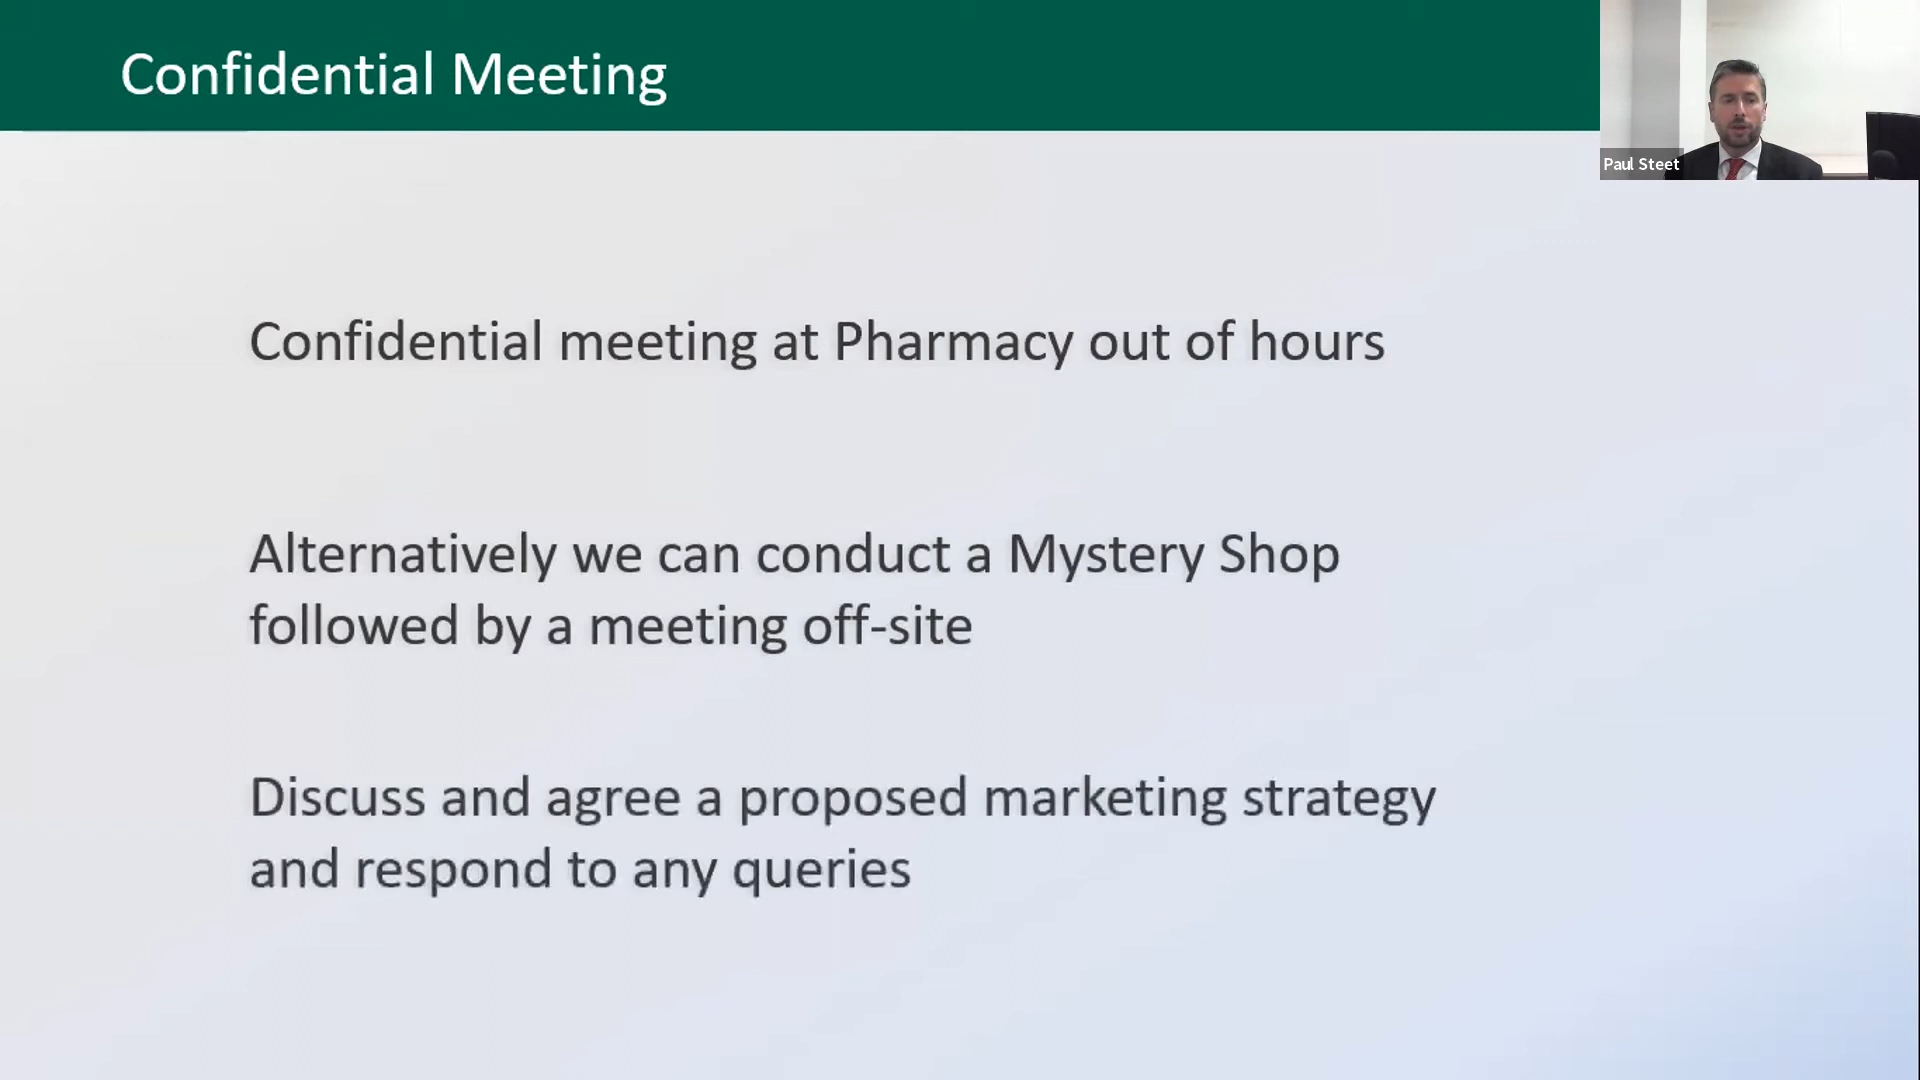 Confidential Meeting
Paul Steet
Confidential meeting at Pharmacy out of hours
Alternatively we can conduct a Mystery Shop
followed by a meeting off-site
Discuss and agree a proposed marketing strategy
and respond to any queries